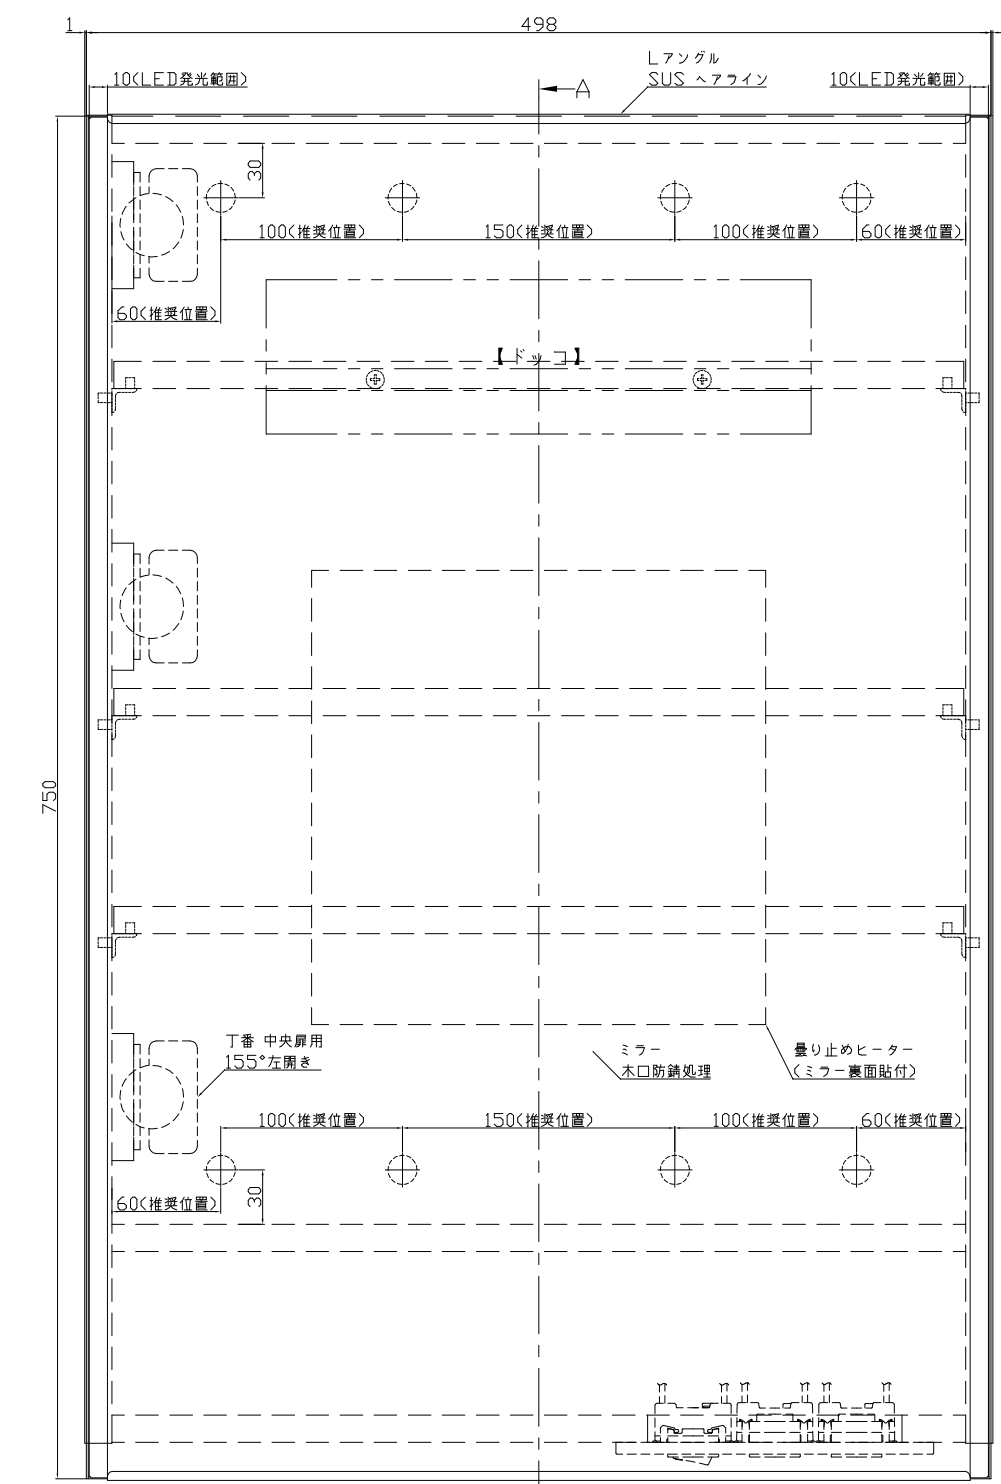 1
498
Lアングル
SUS ヘアライン
10(LED発光範囲)
10(LED発光範囲)
A
30
100(推奨位置)
150(推奨位置)
100(推奨位置)
60(推奨位置)
60(推奨位置)
【ドッコ】
750
丁番 中央扉用
155°左開き
ミラー
木口防錆処理
曇り止めヒーター
(ミラー裏面貼付)
100(推奨位置)
150(推奨位置)
100(推奨位置)
60(推奨位置)
60(推奨位置)
30